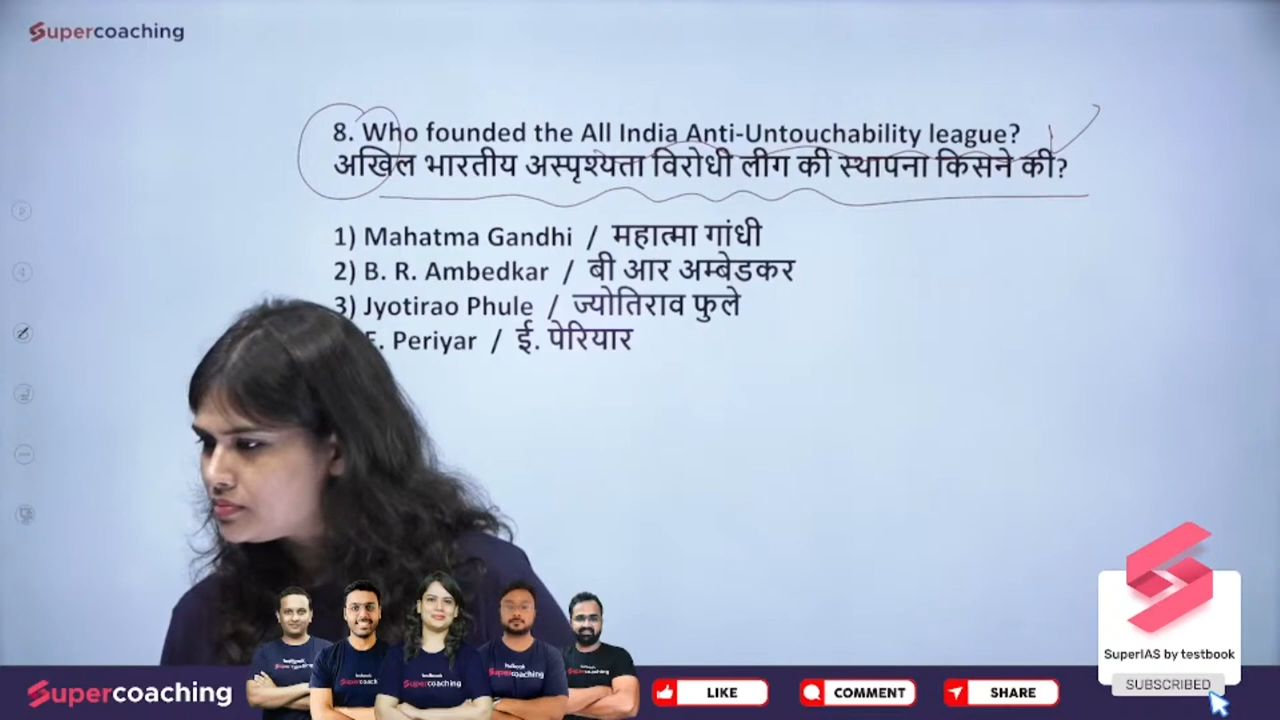 Supercoaching
8. Who founded the All India Anti-Untouchability league?
अखिल भारतीय अस्पृश्यता विरोधी लीग की स्थापना किसने की?
1) Mahatma Gandhi / महात्मा गांधी
2) B. R. Ambedkar / बी आर अम्बेडकर
3) Jyotirao Phule / ज्योतिराव फुले
Periyar / ई. पेरियार
SuperIAS by testbook
SUBSCRIBED
Supercoaching
LIKE
COMMENT
SHARE